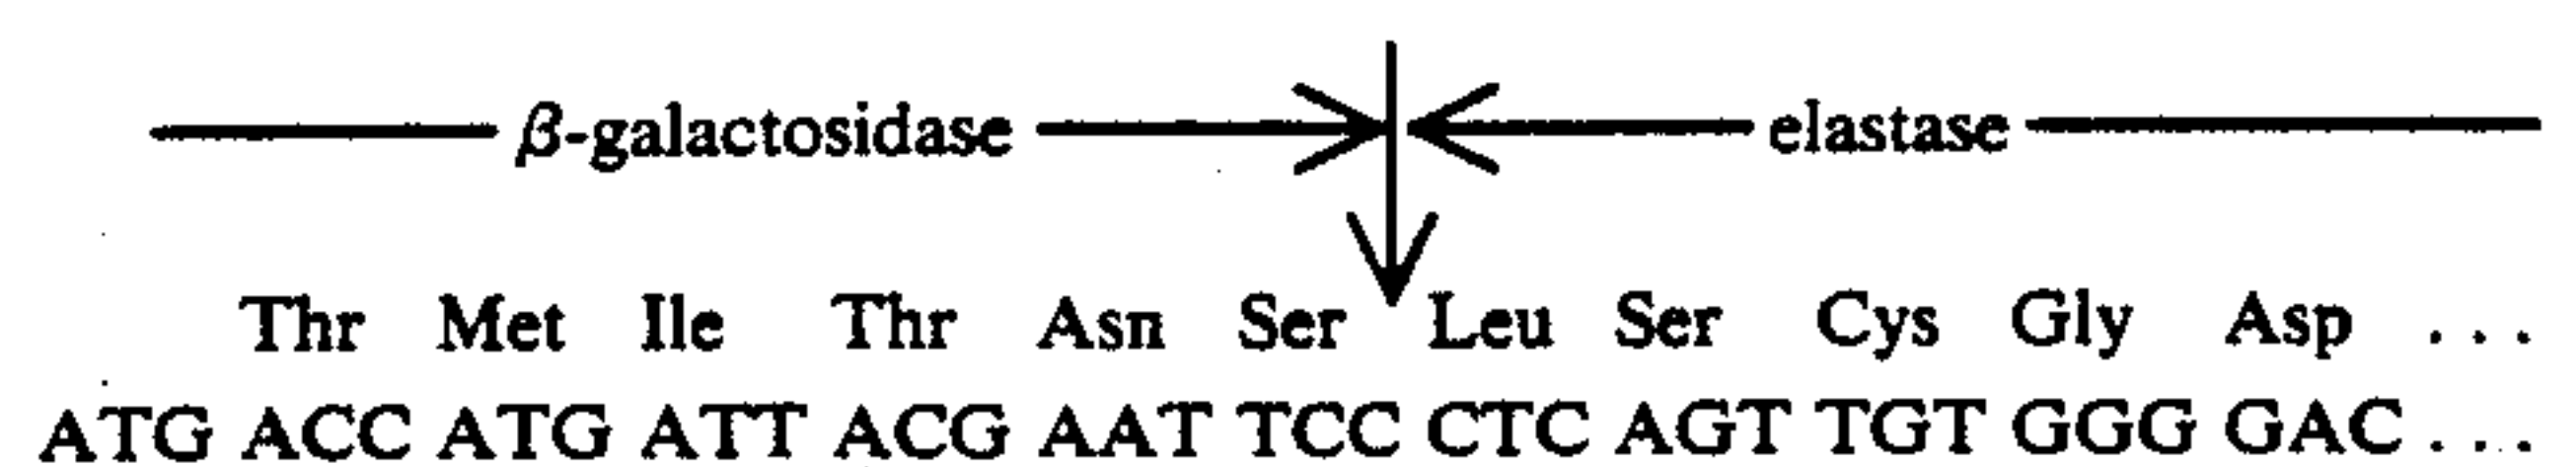 β-galactosidase elastase
Thr Met Ile Thr Asn Ser Leu Ser Cys Gly Asp ...
ATG ACC ATG ATT ACG AAT TCC CTC AGT TGT GGG GAC ...